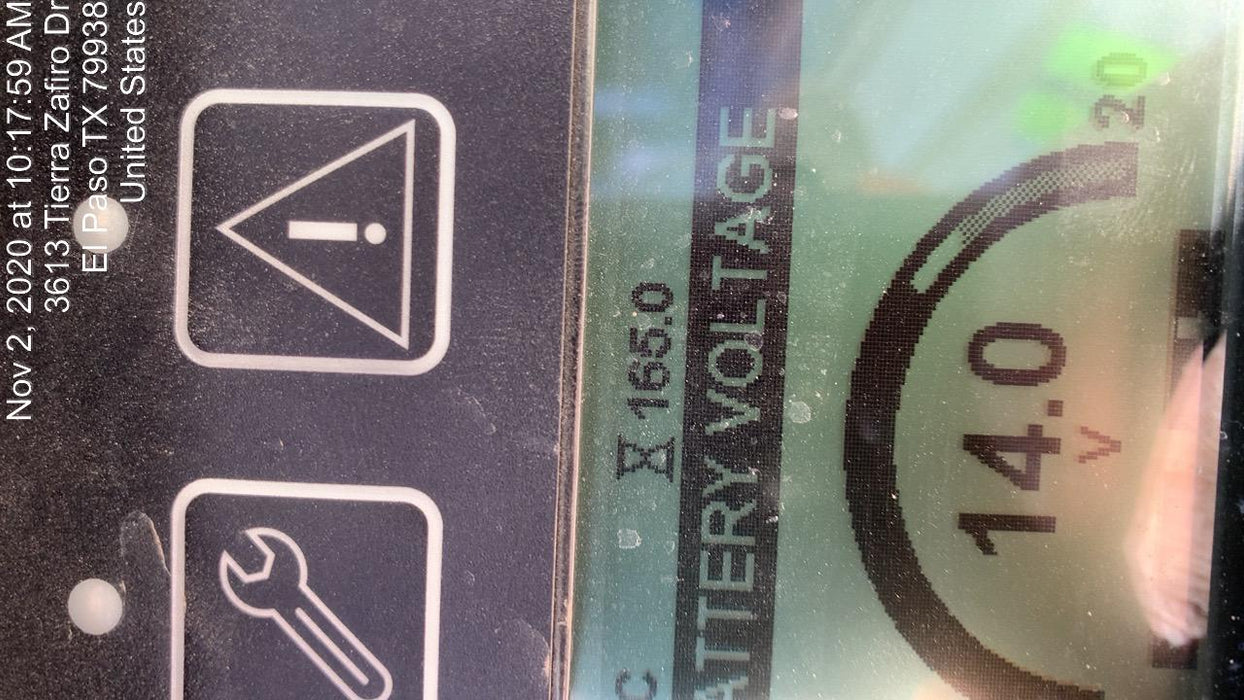 Nov 2, 2020 at 10:17:59 AM
3613 Tierra Zafiro Dr
El Paso TX 79938
United States
C 165.0
ATTERY VOLTAGE
14.0
V
20